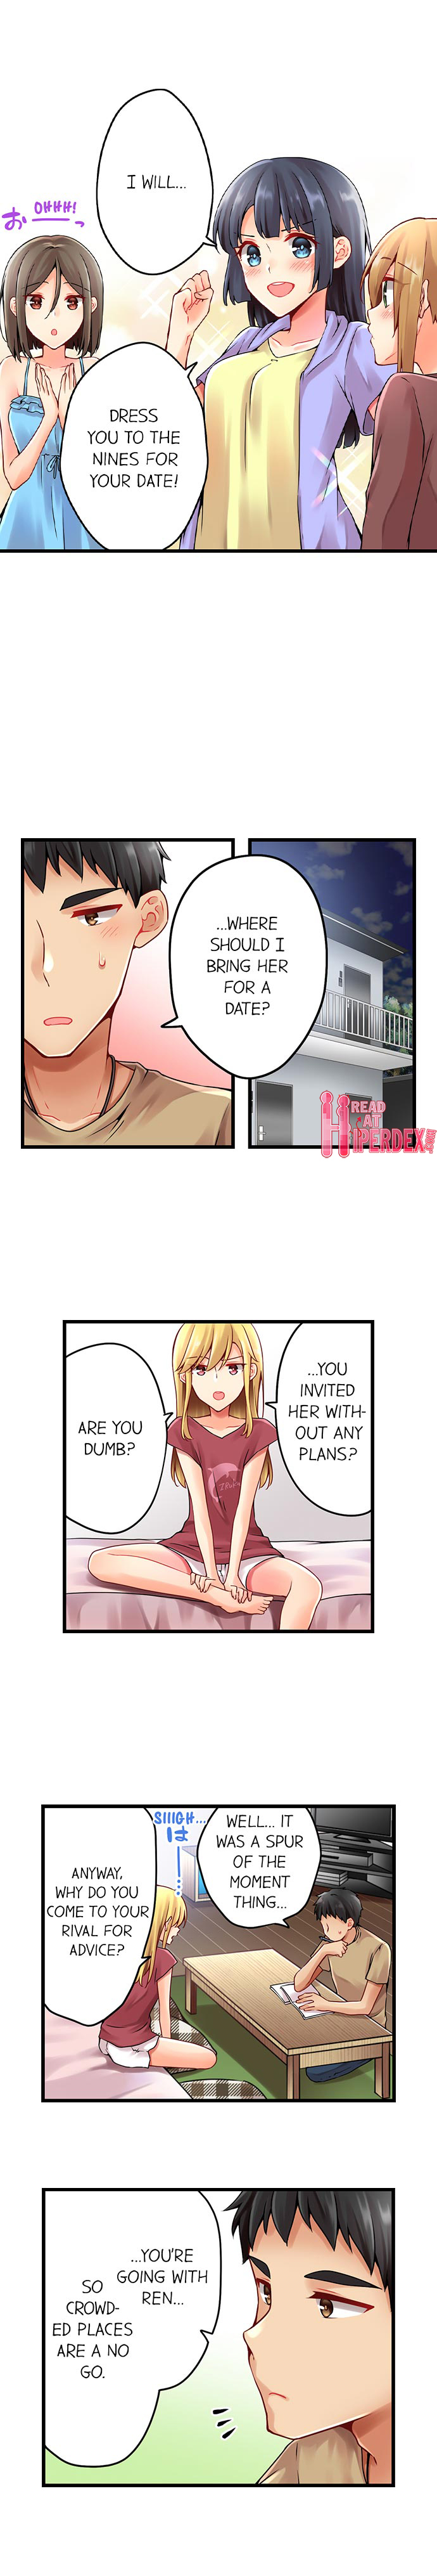 I WILL...
OHHH!
おっ
DRESS
YOU TO THE
NINES FOR
YOUR DATE!
...WHERE
SHOULD I
BRING HER
FOR A
DATE?
READ
AT
HIPERDEX.COM
...YOU
INVITED
HER WITH-
OUT ANY
PLANS?
ARE YOU
DUMB?
WELL... IT
WAS A SPUR
OF THE
MOMENT
THING...
SIIIGH...
は…
ANYWAY,
WHY DO YOU
COME TO YOUR
RIVAL FOR
ADVICE?
...YOU'RE
GOING WITH
REN...
SO
CROWD-
ED PLACES
ARE A NO
GO.